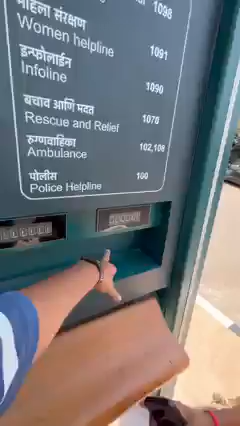 1098
महिला संरक्षण
Women helpline 1091
इन्फोलाईन
Infoline 1090
बचाव आणि मदत
Rescue and Relief 1078
रुग्णवाहिका
Ambulance 102,108
पोलीस
Police Helpline 100